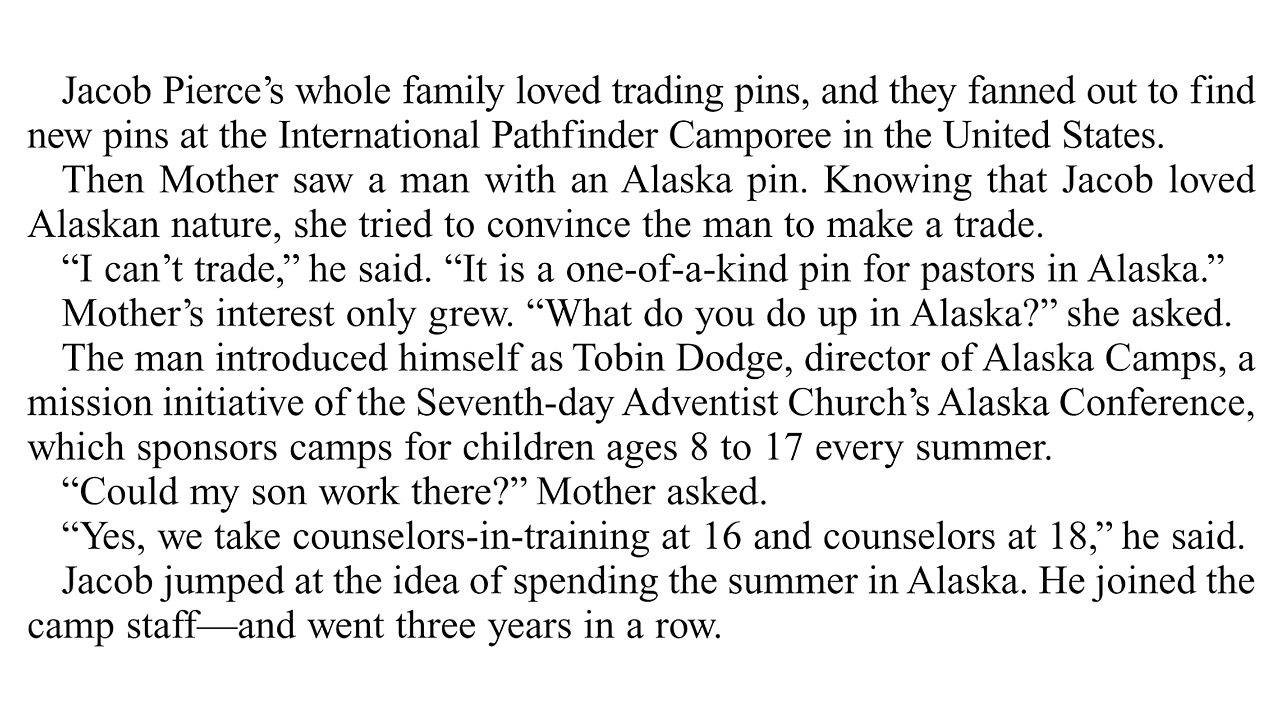 Jacob Pierce’s whole family loved trading pins, and they fanned out to find
new pins at the International Pathfinder Camporee in the United States.
Then Mother saw a man with an Alaska pin. Knowing that Jacob loved
Alaskan nature, she tried to convince the man to make a trade.
“I can’t trade,” he said. “It is a one-of-a-kind pin for pastors in Alaska.”
Mother’s interest only grew. “What do you do up in Alaska?” she asked.
The man introduced himself as Tobin Dodge, director of Alaska Camps, a
mission initiative of the Seventh-day Adventist Church’s Alaska Conference,
which sponsors camps for children ages 8 to 17 every summer.
“Could my son work there?” Mother asked.
“Yes, we take counselors-in-training at 16 and counselors at 18,” he said.
Jacob jumped at the idea of spending the summer in Alaska. He joined the
camp staff—and went three years in a row.